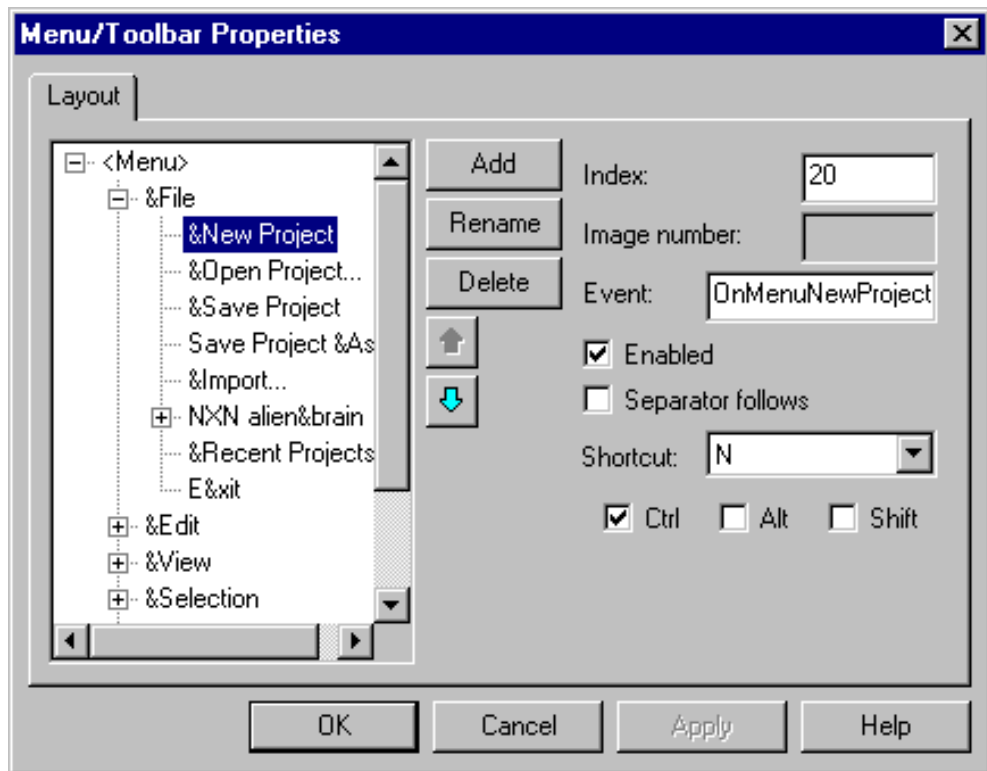 Menu/Toolbar Properties
Layout
<Menu>
&File
&New Project
&Open Project...
&Save Project
Save Project &As
&Import...
NXN alien&brain
&Recent Projects
E&xit
&Edit
&View
&Selection
Add
Rename
Delete
Index: 20
Image number:
Event: OnMenuNewProject
Enabled
Separator follows
Shortcut: N
Ctrl Alt Shift
OK Cancel Apply Help